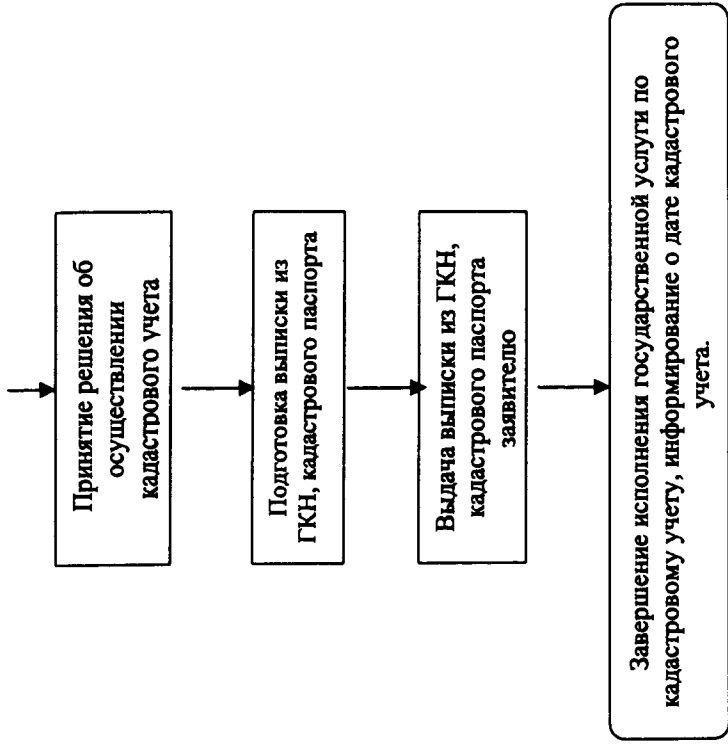 Принятие решения об
осуществлении
кадастрового учета
Подготовка выписки из
ГКН, кадастрового паспорта
Выдача выписки из ГКН,
кадастрового паспорта
заявителю
Завершение исполнения государственной услуги по
кадастровому учету, информирование о дате кадастрового
учета.